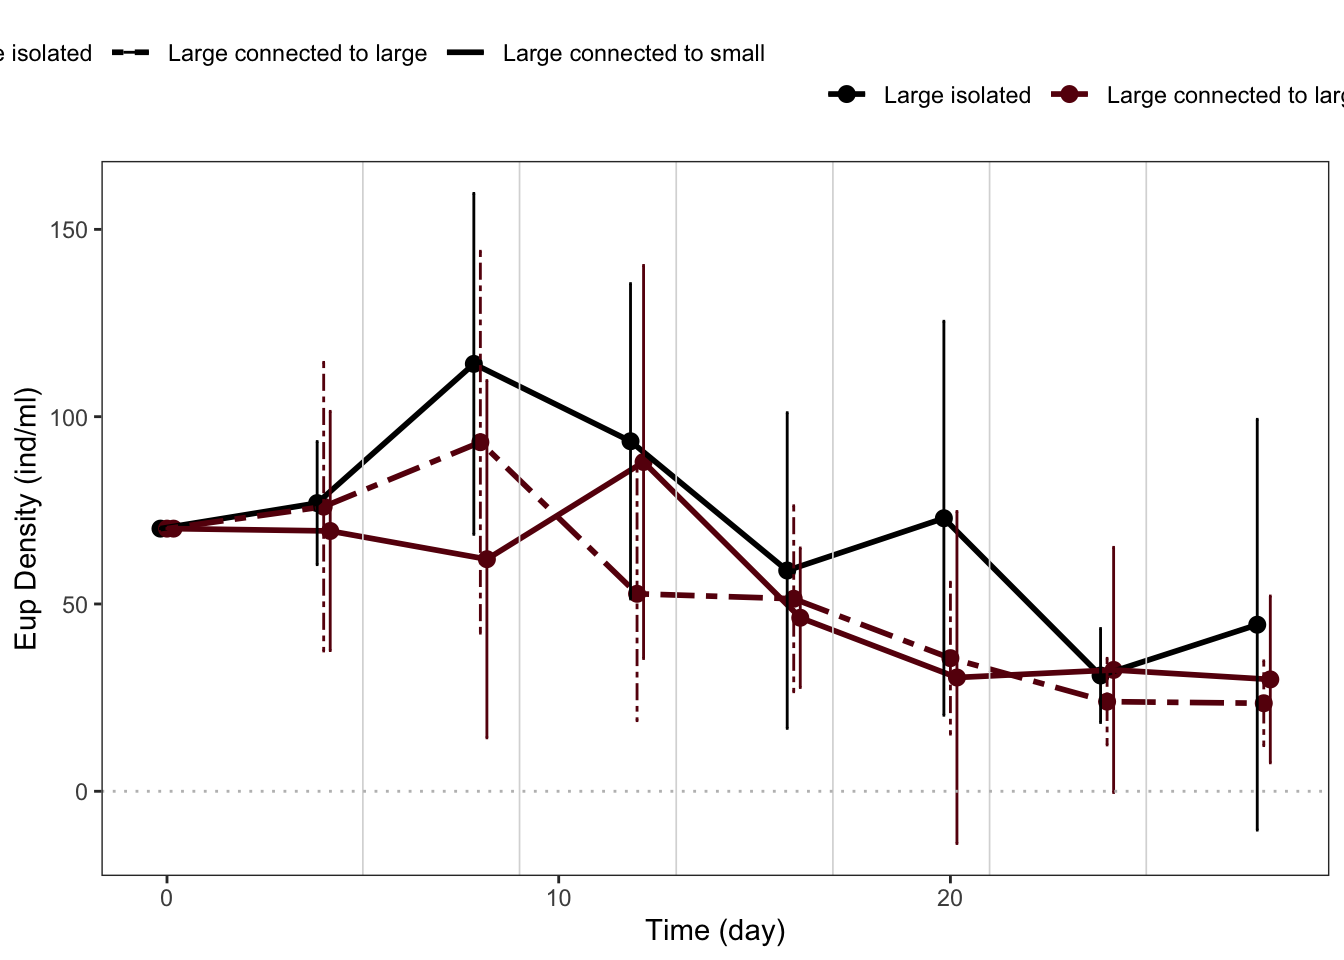 e isolated Large connected to large Large connected to small
Large isolated Large connected to larg
150
100
50
0
Eup Density (ind/ml)
0 10 20
Time (day)